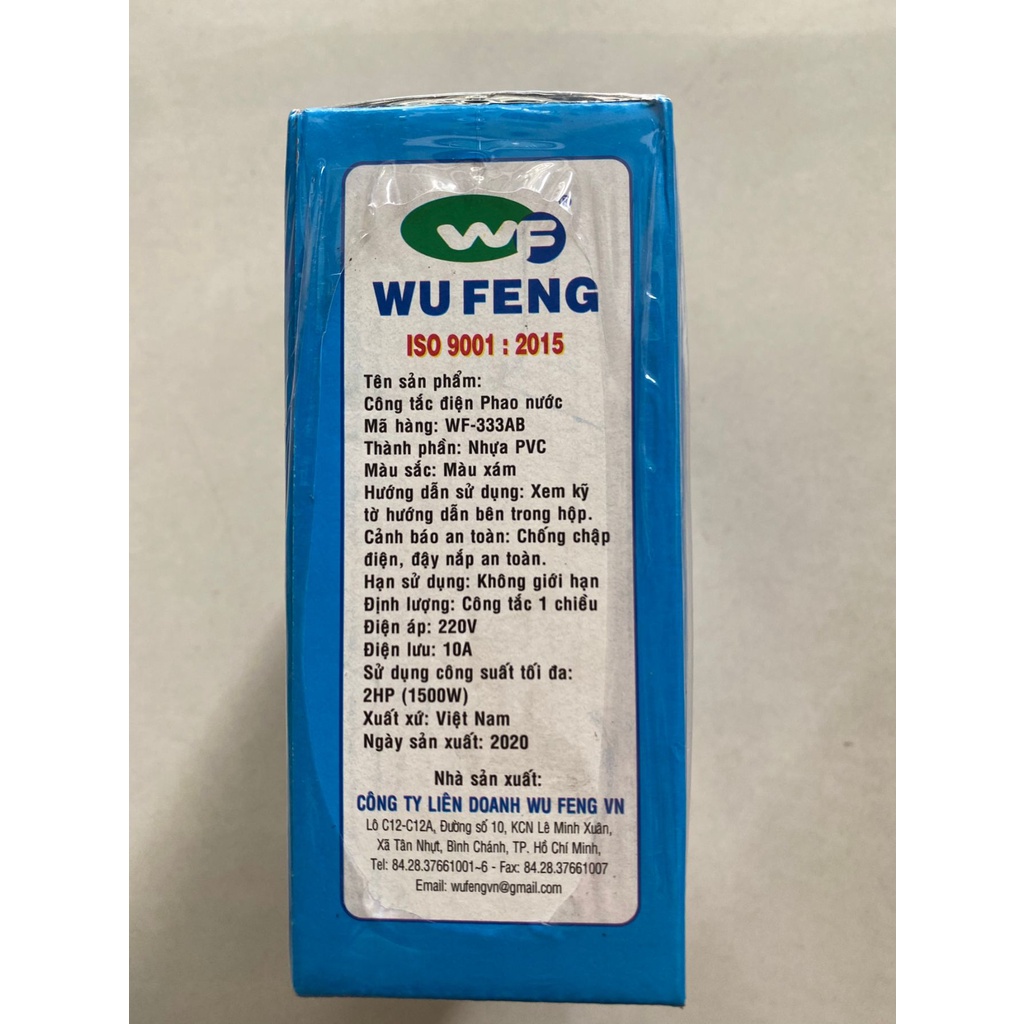 WF
WU FENG
ISO 9001 : 2015
Tên sản phẩm:
Công tắc điện Phao nước
Mã hàng: WF-333AB
Thành phần: Nhựa PVC
Màu sắc: Màu xám
Hướng dẫn sử dụng: Xem kỹ
tờ hướng dẫn bên trong hộp.
Cảnh báo an toàn: Chống chập
điện, đậy nắp an toàn.
Hạn sử dụng: Không giới hạn
Định lượng: Công tắc 1 chiều
Điện áp: 220V
Điện lưu: 10A
Sử dụng công suất tối đa:
2HP (1500W)
Xuất xứ: Việt Nam
Ngày sản xuất: 2020
Nhà sản xuất:
CÔNG TY LIÊN DOANH WU FENG VN
Lô C12-C12A, Đường số 10, KCN Lê Minh Xuân,
Xã Tân Nhựt, Bình Chánh, TP. Hồ Chí Minh,
Tel: 84.28.37661001~6 - Fax: 84.28.37661007
Email: wufengvn@gmail.com